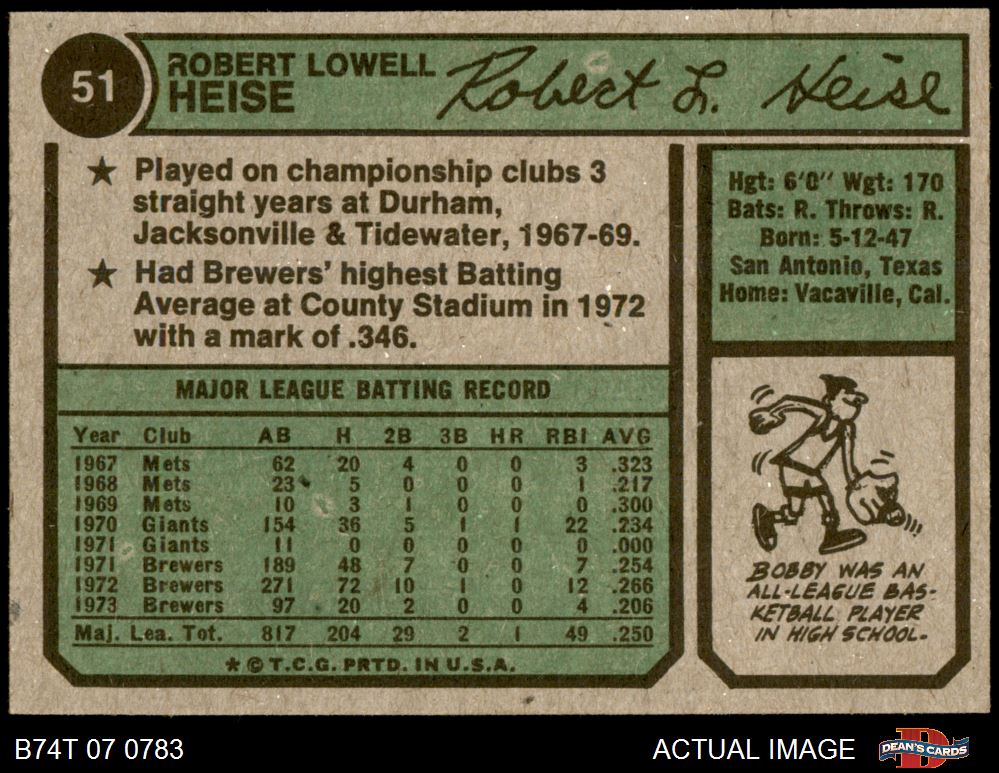 51
ROBERT LOWELL
HEISE
Robert L. Heise
★ Played on championship clubs 3
straight years at Durham,
Jacksonville & Tidewater, 1967-69.
★ Had Brewers' highest Batting
Average at County Stadium in 1972
with a mark of .346.
Hgt: 6'0" Wgt: 170
Bats: R. Throws: R.
Born: 5-12-47
San Antonio, Texas
Home: Vacaville, Cal.
MAJOR LEAGUE BATTING RECORD
Year Club AB H 2B 3B HR RBI AVG
1967 Mets 62 20 4 0 0 3 .323
1968 Mets 23 5 0 0 0 1 .217
1969 Mets 10 3 1 0 0 0 .300
1970 Giants 154 36 5 1 1 22 .234
1971 Giants 11 0 0 0 0 0 .000
1971 Brewers 189 48 7 0 0 7 .254
1972 Brewers 271 72 10 1 0 12 .266
1973 Brewers 97 20 2 0 0 4 .206
Maj. Lea. Tot. 817 204 29 2 1 49 .250
★ © T.C.G. PRTD. IN U.S.A.
BOBBY WAS AN
ALL-LEAGUE BAS-
KETBALL PLAYER
IN HIGH SCHOOL.
B74T 07 0783
ACTUAL IMAGE
DEAN'S CARDS